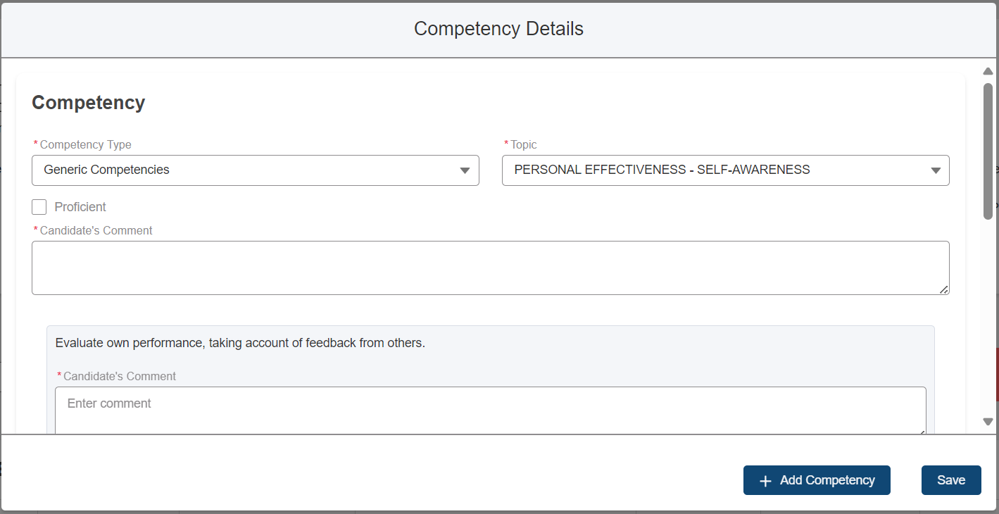 Competency Details
Competency
* Competency Type
* Topic
Generic Competencies
PERSONAL EFFECTIVENESS - SELF-AWARENESS
Proficient
* Candidate's Comment
Evaluate own performance, taking account of feedback from others.
* Candidate's Comment
Enter comment
+ Add Competency
Save